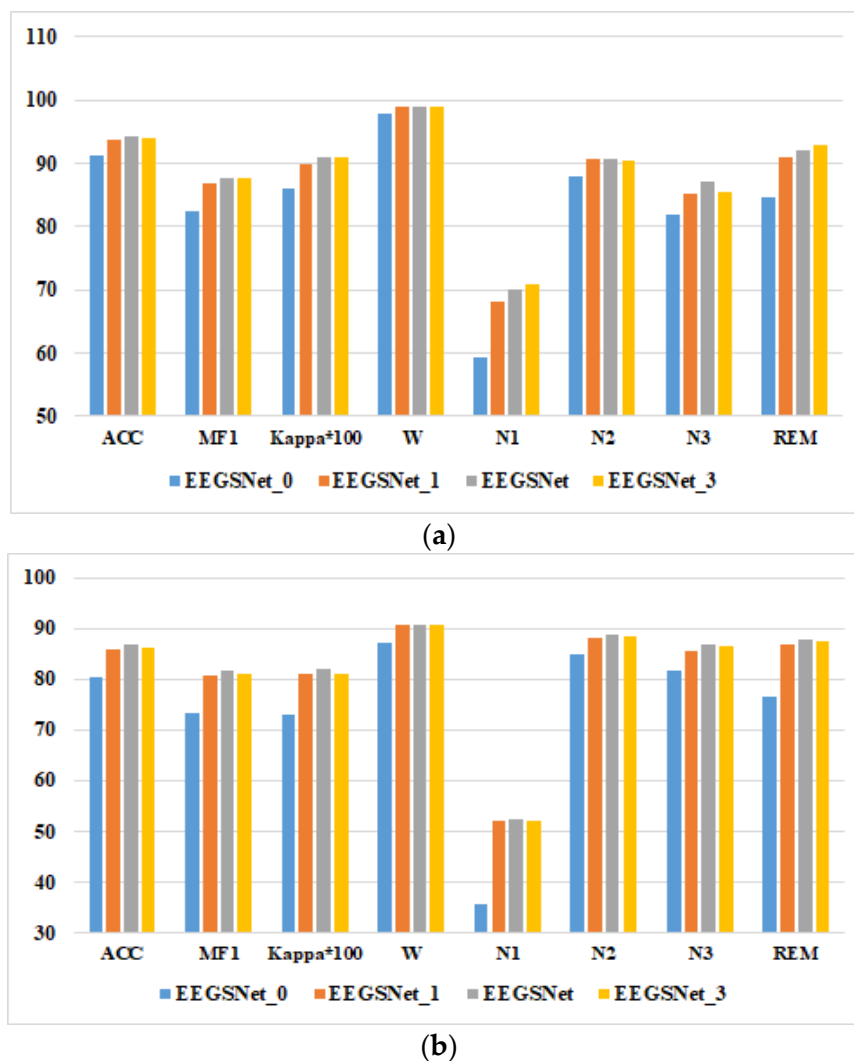 110
100
90
80
70
60
50
ACC MF1 Kappa*100 W N1 N2 N3 REM
EEGSNet_0 EEGSNet_1 EEGSNet EEGSNet_3
(a)
100
90
80
70
60
50
40
30
ACC MF1 Kappa*100 W N1 N2 N3 REM
EEGSNet_0 EEGSNet_1 EEGSNet EEGSNet_3
(b)